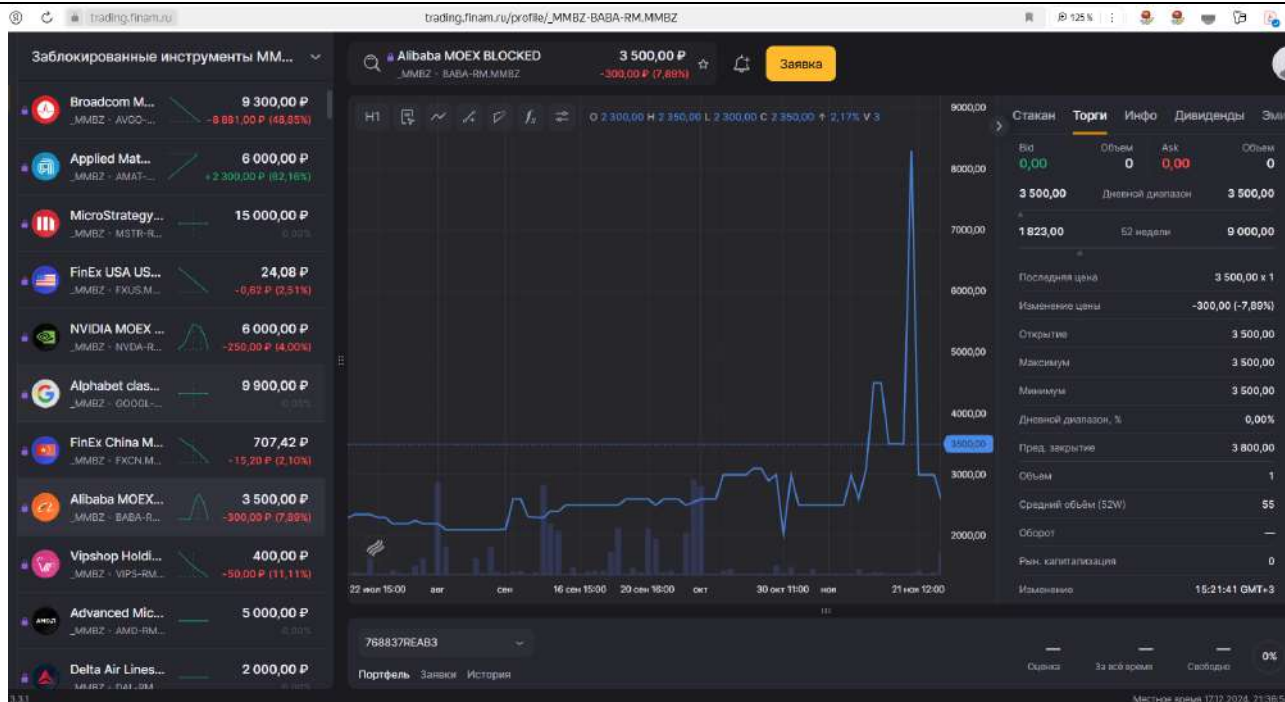 trading.finam.ru
trading.finam.ru/profile/_MMBZ-BABA-RM.MMBZ
125 %
Заблокированные инструменты ММ...
Broadcom M...
9 300,00 ₽
_MMBZ - AVGO-...
-8 881,00 ₽ (48,85%)
Applied Mat...
6 000,00 ₽
_MMBZ - AMAT-...
+2 300,00 ₽ (62,16%)
MicroStrategy...
15 000,00 ₽
_MMBZ - MSTR-R...
0,00%
FinEx USA US...
24,08 ₽
_MMBZ - FXUS.M...
-0,62 ₽ (2,51%)
NVIDIA MOEX ...
6 000,00 ₽
_MMBZ - NVDA-R...
-250,00 ₽ (4,00%)
Alphabet clas...
9 900,00 ₽
_MMBZ - GOOGL-...
0,00%
FinEx China M...
707,42 ₽
_MMBZ - FXCN.M...
-15,20 ₽ (2,10%)
Alibaba MOEX...
3 500,00 ₽
_MMBZ - BABA-R...
-300,00 ₽ (7,89%)
Vipshop Holdi...
400,00 ₽
_MMBZ - VIPS-RM...
-50,00 ₽ (11,11%)
Advanced Mic...
5 000,00 ₽
_MMBZ - AMD-RM...
0,00%
Delta Air Lines...
2 000,00 ₽
_MMBZ - DAL-RM
3.3.1
Alibaba MOEX BLOCKED
3 500,00 ₽
_MMBZ - BABA-RM.MMBZ
-300,00 ₽ (7,89%)
Заявка
H1
O 2 300,00 H 2 350,00 L 2 300,00 C 2 350,00 ↑ 2,17% V 3
9000,00
8000,00
7000,00
6000,00
5000,00
4000,00
3500,00
3000,00
2000,00
22 июл 15:00 авг сен 16 сен 15:00 20 сен 16:00 окт 30 окт 11:00 ноя 21 ноя 12:00
Стакан Торги Инфо Дивиденды Эми
Bid Объем Ask Объем
0,00 0 0,00 0
3 500,00 Дневной диапазон 3 500,00
1 823,00 52 недели 9 000,00
Последняя цена 3 500,00 x 1
Изменение цены -300,00 (-7,89%)
Открытие 3 500,00
Максимум 3 500,00
Минимум 3 500,00
Дневной диапазон, % 0,00%
Пред. закрытие 3 800,00
Объем 1
Средний объём (52W) 55
Оборот —
Рын. капитализация 0
Изменение 15:21:41 GMT+3
768837REAB3
Портфель Заявки История
— — — 0%
Оценка За всё время Свободно
Местное время 17.12.2024, 21:36:5